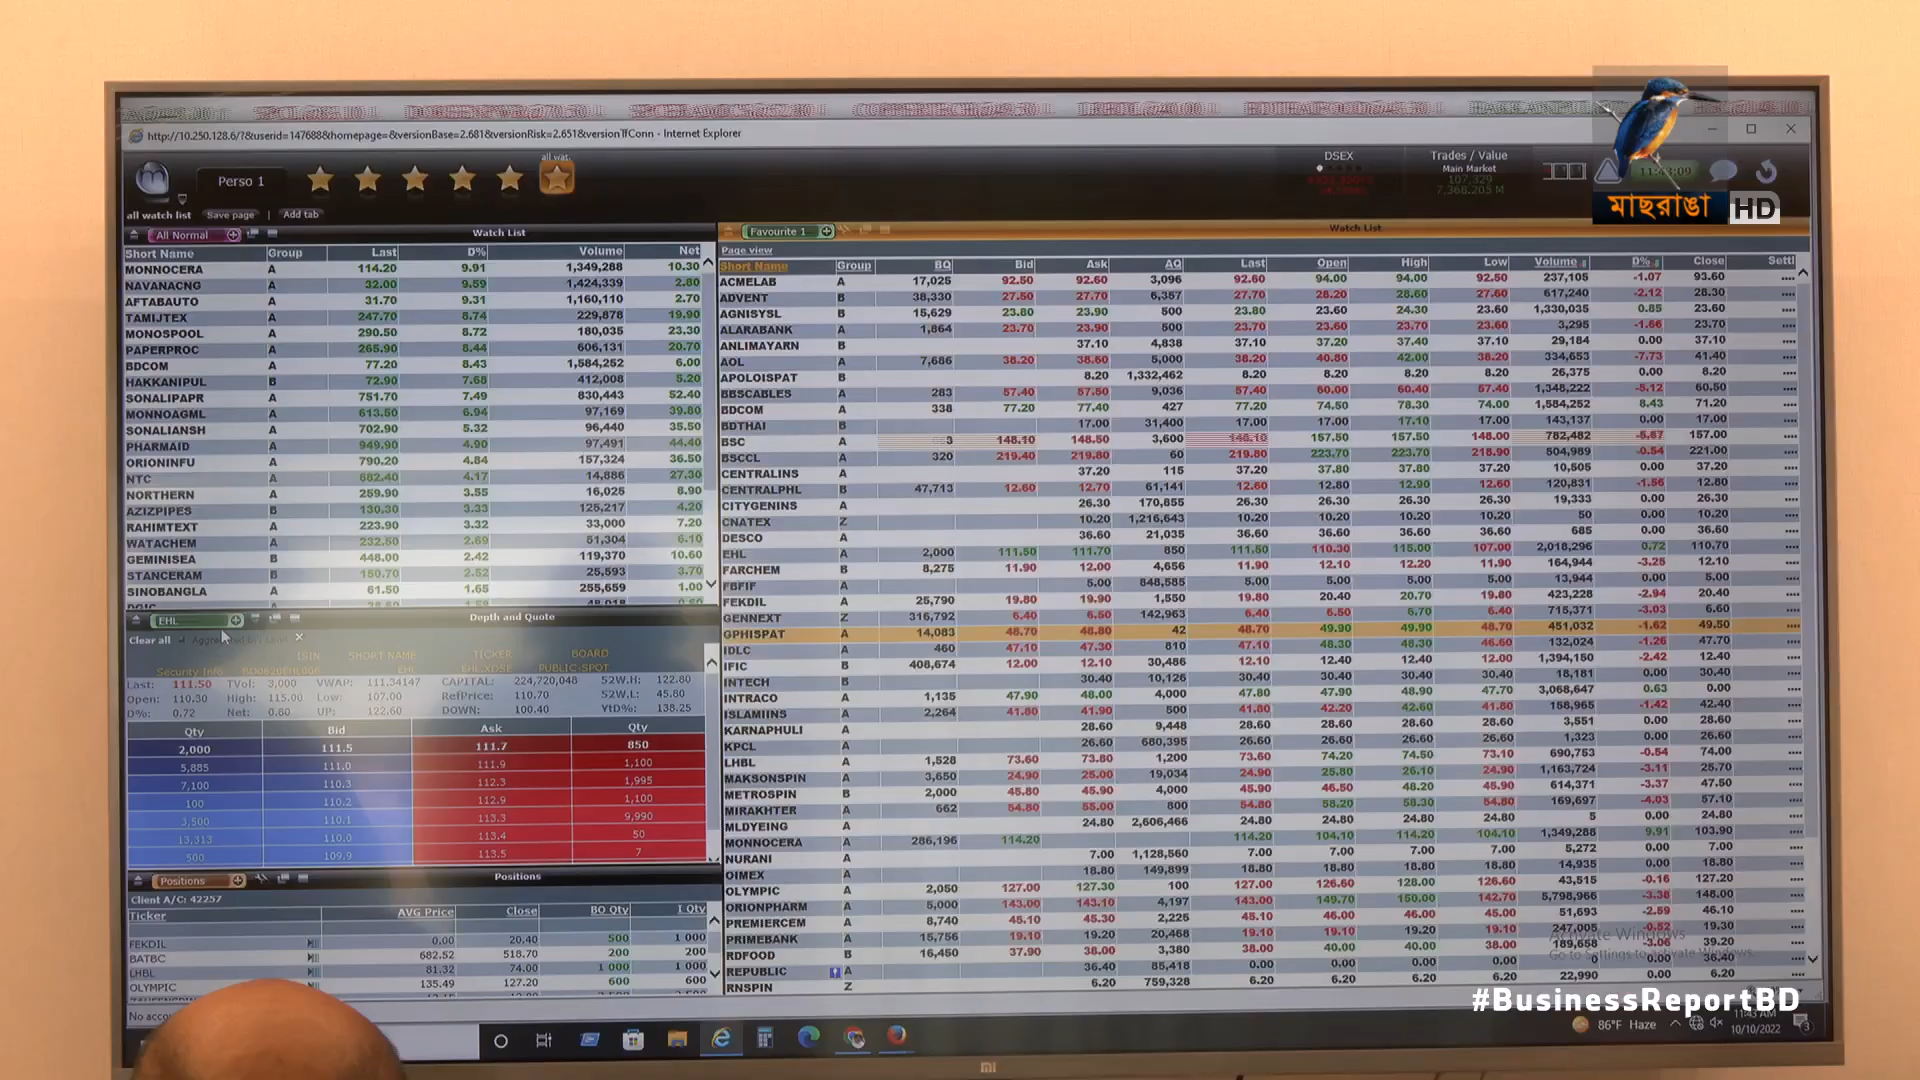 http://10.250.128.6/?&userid=147688&homepage=&versionBase=2.681&versionRisk=2.651&versionTfConn - Internet Explorer
all wat.
Perso 1
DSEX
Trades / Value
Main Market
107,329
7,368.205 M
11:43:09
মাছরাঙা HD
all watch list Save page | Add tab
All Normal Watch List
Short Name Group Last D% Volume Net
MONNOCERA A 114.20 9.91 1,349,288 10.30
NAVANACNG A 32.00 9.59 1,424,339 2.80
AFTABAUTO A 31.70 9.31 1,160,110 2.70
TAMIJTEX A 247.70 8.74 229,878 19.90
MONOSPOOL A 290.50 8.72 180,035 23.30
PAPERPROC A 265.90 8.44 606,131 20.70
BDCOM A 77.20 8.43 1,584,252 6.00
HAKKANIPUL B 72.90 7.68 412,008 5.20
SONALIPAPR A 751.70 7.49 830,443 52.40
MONNOAGML A 613.50 6.94 97,169 39.80
SONALIANSH A 702.90 5.32 96,440 35.50
PHARMAID A 949.90 4.90 97,491 44.40
ORIONINFU A 790.20 4.84 157,324 36.50
NTC A 682.40 4.17 14,886 27.30
NORTHERN A 259.90 3.55 16,025 8.90
AZIZPIPES B 130.30 3.33 125,217 4.20
RAHIMTEXT A 223.90 3.32 33,000 7.20
WATACHEM A 232.50 2.69 51,304 6.10
GEMINISEA B 448.00 2.42 119,370 10.60
STANCERAM B 150.70 2.52 25,593 3.70
SINOBANGLA A 61.50 1.65 255,659 1.00
EHL Depth and Quote
Clear all
ISIN SHORT NAME TICKER BOARD
Security Info EHL EHL.XDSE PUBLIC-SPOT
Last: 111.50 TVol: 3,000 VWAP: 111.34147 CAPITAL: 224,720,048 52W.H: 122.80
Open: 110.30 High: 115.00 Low: 107.00 RefPrice: 110.70 52W.L: 45.80
D%: 0.72 Net: 0.80 UP: 122.60 DOWN: 100.40 YtD%: 138.25
Qty Bid Ask Qty
2,000 111.5 111.7 850
5,885 111.0 111.9 1,100
7,100 110.3 112.3 1,995
100 110.2 112.9 1,100
3,500 110.1 113.3 9,990
13,313 110.0 113.4 50
500 109.9 113.5 7
Positions Positions
Client A/C: 42257
Ticker AVG Price Close BO Qty I Qty
FEKDIL 0.00 20.40 500 1 000
BATBC 682.52 518.70 200 200
LHBL 81.32 74.00 1 000 1 000
OLYMPIC 135.49 127.20 600 600
No acco
Favourite 1 Watch List
Page view
Short Name Group BQ Bid Ask AQ Last Open High Low Volume D% Close Settl
ACMELAB A 17,025 92.50 92.60 3,096 92.60 94.00 94.00 92.50 237,105 -1.07 93.60
ADVENT B 38,330 27.50 27.70 6,357 27.70 28.20 28.60 27.60 617,240 -2.12 28.30
AGNISYSL B 15,629 23.80 23.90 500 23.80 23.60 24.30 23.60 1,330,035 0.85 23.60
ALARABANK A 1,864 23.70 23.90 500 23.70 23.60 23.70 23.60 3,295 -1.66 23.70
ANLIMAYARN B 37.10 4,838 37.10 37.20 37.40 37.10 29,184 0.00 37.10
AOL A 7,686 38.20 38.60 5,000 38.20 40.80 42.00 38.20 334,653 -7.73 41.40
APOLOISPAT B 8.20 1,332,462 8.20 8.20 8.20 8.20 26,375 0.00 8.20
BBSCABLES A 283 57.40 57.50 9,036 57.40 60.00 60.40 57.40 1,348,222 -5.12 60.50
BDCOM A 338 77.20 77.40 427 77.20 74.50 78.30 74.00 1,584,252 8.43 71.20
BDTHAI B 17.00 31,400 17.00 17.00 17.10 17.00 143,137 0.00 17.00
BSC A 3 148.10 148.50 3,600 148.10 157.50 157.50 148.00 782,482 -5.67 157.00
BSCCL A 320 219.40 219.80 60 219.80 223.70 223.70 218.90 504,989 -0.54 221.00
CENTRALINS A 37.20 115 37.20 37.80 37.80 37.20 10,505 0.00 37.20
CENTRALPHL B 47,713 12.60 12.70 61,141 12.60 12.80 12.90 12.60 120,831 -1.56 12.80
CITYGENINS A 26.30 170,855 26.30 26.30 26.30 26.30 19,333 0.00 26.30
CNATEX Z 10.20 1,216,643 10.20 10.20 10.20 10.20 50 0.00 10.20
DESCO A 36.60 21,035 36.60 36.60 36.60 36.60 685 0.00 36.60
EHL A 2,000 111.50 111.70 850 111.50 110.30 115.00 107.00 2,018,296 0.72 110.70
FARCHEM B 8,275 11.90 12.00 4,656 11.90 12.10 12.20 11.90 164,944 -3.25 12.10
FBFIF A 5.00 848,585 5.00 5.00 5.00 5.00 13,944 0.00 5.00
FEKDIL A 25,790 19.80 19.90 1,550 19.80 20.40 20.70 19.80 423,228 -2.94 20.40
GENNEXT Z 316,792 6.40 6.50 142,963 6.40 6.50 6.70 6.40 715,371 -3.03 6.60
GPHISPAT A 14,083 48.70 48.80 42 48.70 49.90 49.90 48.70 451,032 -1.62 49.50
IDLC A 460 47.10 47.30 810 47.10 48.30 48.30 46.60 132,024 -1.26 47.70
IFIC B 408,674 12.00 12.10 30,486 12.10 12.40 12.40 12.00 1,394,150 -2.42 12.40
INTECH B 30.40 10,126 30.40 30.40 30.40 30.40 18,181 0.00 30.40
INTRACO A 1,135 47.90 48.00 4,000 47.80 47.90 48.90 47.70 3,068,647 0.63 0.00
ISLAMIINS A 2,264 41.80 41.90 500 41.80 42.20 42.60 41.80 158,965 -1.42 42.40
KARNAPHULI A 28.60 9,448 28.60 28.60 28.60 28.60 3,551 0.00 28.60
KPCL A 26.60 680,395 26.60 26.60 26.60 26.60 1,323 0.00 26.60
LHBL A 1,528 73.60 73.80 1,200 73.60 74.20 74.50 73.10 690,753 -0.54 74.00
MAKSONSPIN A 3,650 24.90 25.00 19,034 24.90 25.80 26.10 24.90 1,163,724 -3.11 25.70
METROSPIN B 2,000 45.80 45.90 4,000 45.90 46.50 48.20 45.90 614,371 -3.37 47.50
MIRAKHTER A 662 54.80 55.00 800 54.80 58.20 58.30 54.80 169,697 -4.03 57.10
MLDYEING A 24.80 2,606,466 24.80 24.80 24.80 24.80 5 0.00 24.80
MONNOCERA A 286,196 114.20 114.20 104.10 114.20 104.10 1,349,288 9.91 103.90
NURANI A 7.00 1,128,560 7.00 7.00 7.00 7.00 5,272 0.00 7.00
OIMEX A 18.80 149,899 18.80 18.80 18.80 18.80 14,935 0.00 18.80
OLYMPIC A 2,050 127.00 127.30 100 127.00 126.60 128.00 126.60 43,515 -0.16 127.20
ORIONPHARM A 5,000 143.00 143.10 4,197 143.00 149.70 150.00 142.70 5,798,966 -3.38 148.00
PREMIERCEM A 8,740 45.10 45.30 2,225 45.10 46.00 46.00 45.00 51,693 -2.59 46.10
PRIMEBANK A 15,756 19.10 19.20 20,468 19.10 19.10 19.20 19.10 247,005 -0.52 19.30
RDFOOD B 16,450 37.90 38.00 3,380 38.00 40.00 40.00 38.00 189,658 -3.06 39.20
REPUBLIC A 36.40 85,418 0.00 0.00 0.00 0.00 0 0.00 36.40
RNSPIN Z 6.20 759,328 6.20 6.20 6.20 6.20 22,990 0.00 6.20
Activate Windows
Go to Settings to activate Windows.
#BusinessReportBD
86°F Haze
11:43 AM
10/10/2022
3
mi